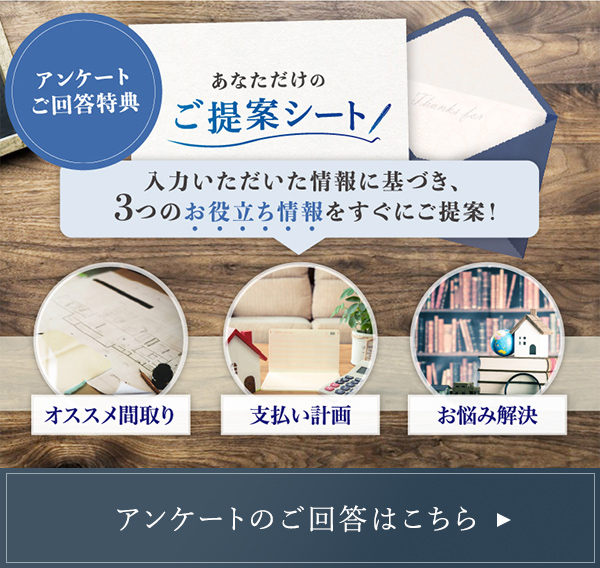 アンケート
ご回答特典
あなただけの
ご提案シート
Thanks for
入力いただいた情報に基づき、
3つのお役立ち情報をすぐにご提案！
オススメ間取り
支払い計画
お悩み解決
アンケートのご回答はこちら ▶